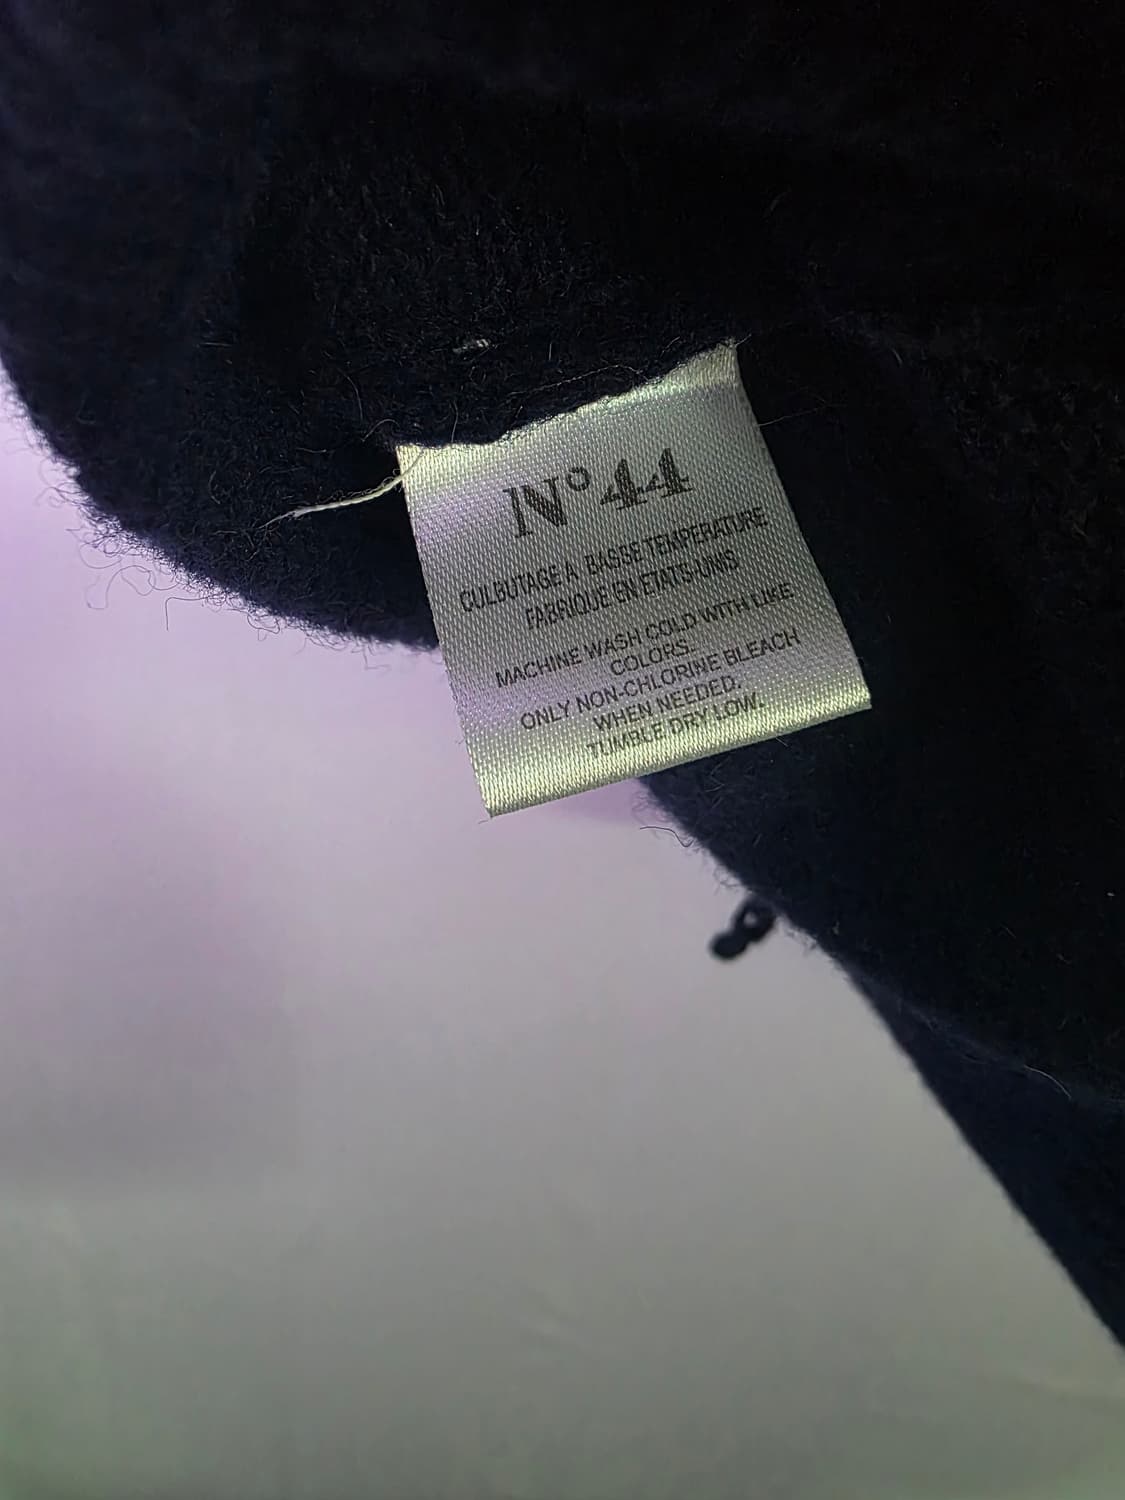 N° 44
CULBUTAGE A BASSE TEMPERATURE
FABRIQUE EN ETATS-UNIS
MACHINE WASH COLD WITH LIKE
COLORS.
ONLY NON-CHLORINE BLEACH
WHEN NEEDED.
TUMBLE DRY LOW.